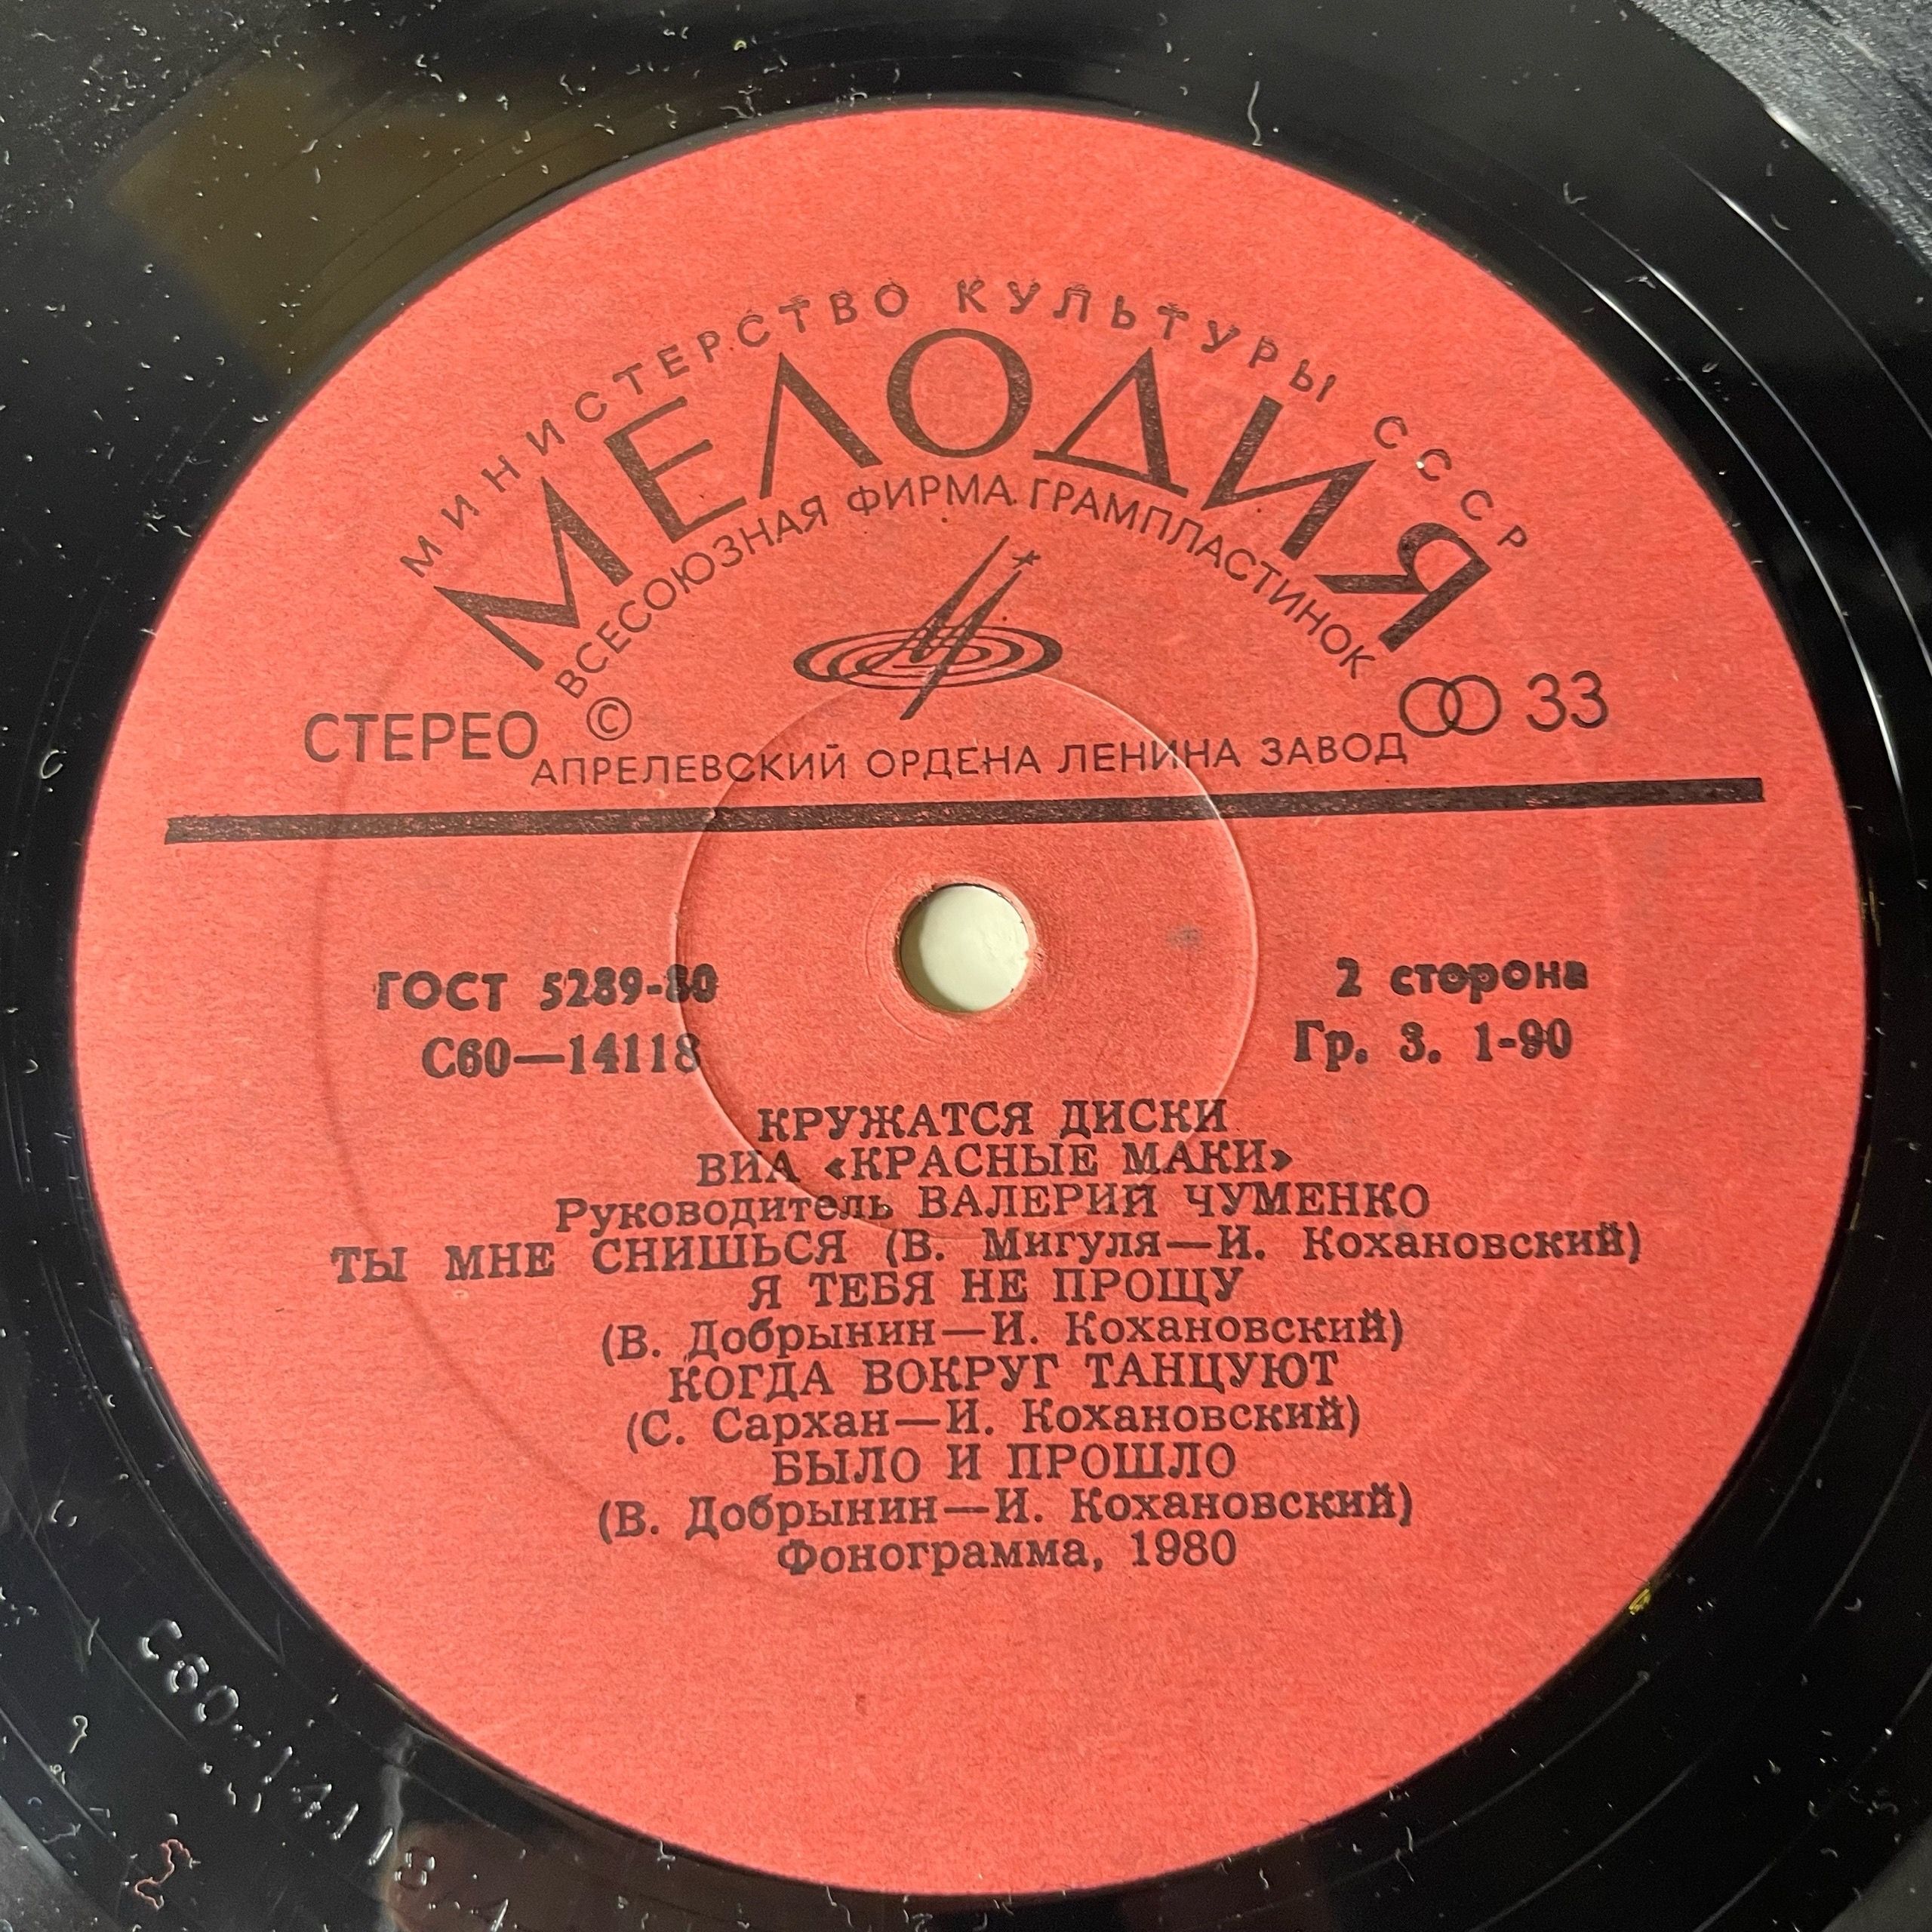 МИНИСТЕРСТВО КУЛЬТУРЫ СССР
МЕЛОДИЯ
ВСЕСОЮЗНАЯ ФИРМА ГРАМПЛАСТИНОК
СТЕРЕО © 33
АПРЕЛЕВСКИЙ ОРДЕНА ЛЕНИНА ЗАВОД
ГОСТ 5289-80 2 сторона
С60—14118 Гр. 3. 1-90
КРУЖАТСЯ ДИСКИ
ВИА «КРАСНЫЕ МАКИ»
Руководитель ВАЛЕРИЙ ЧУМЕНКО
ТЫ МНЕ СНИШЬСЯ (В. Мигуля—И. Кохановский)
Я ТЕБЯ НЕ ПРОЩУ
(В. Добрынин—И. Кохановский)
КОГДА ВОКРУГ ТАНЦУЮТ
(С. Сархан—И. Кохановский)
БЫЛО И ПРОШЛО
(В. Добрынин—И. Кохановский)
Фонограмма, 1980
С60-14118